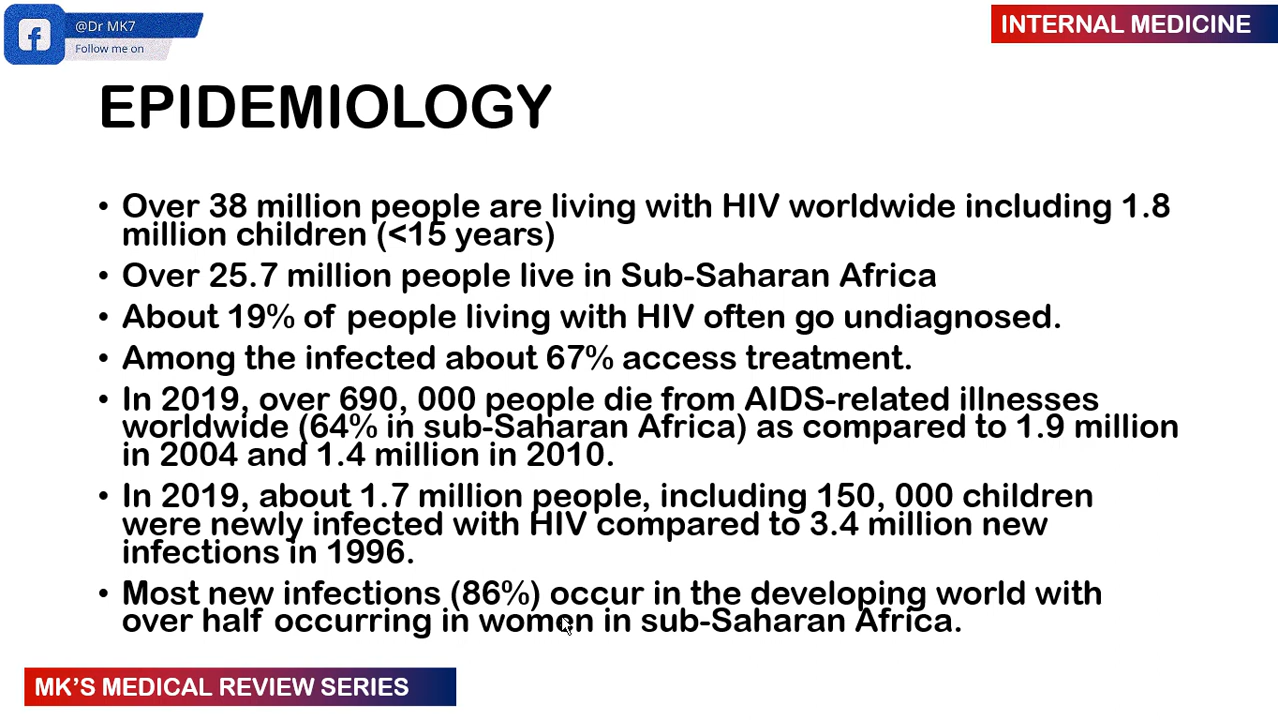 @Dr MK7
Follow me on
INTERNAL MEDICINE
EPIDEMIOLOGY
• Over 38 million people are living with HIV worldwide including 1.8
million children (<15 years)
• Over 25.7 million people live in Sub-Saharan Africa
• About 19% of people living with HIV often go undiagnosed.
• Among the infected about 67% access treatment.
• In 2019, over 690, 000 people die from AIDS-related illnesses
worldwide (64% in sub-Saharan Africa) as compared to 1.9 million
in 2004 and 1.4 million in 2010.
• In 2019, about 1.7 million people, including 150, 000 children
were newly infected with HIV compared to 3.4 million new
infections in 1996.
• Most new infections (86%) occur in the developing world with
over half occurring in women in sub-Saharan Africa.
MK'S MEDICAL REVIEW SERIES